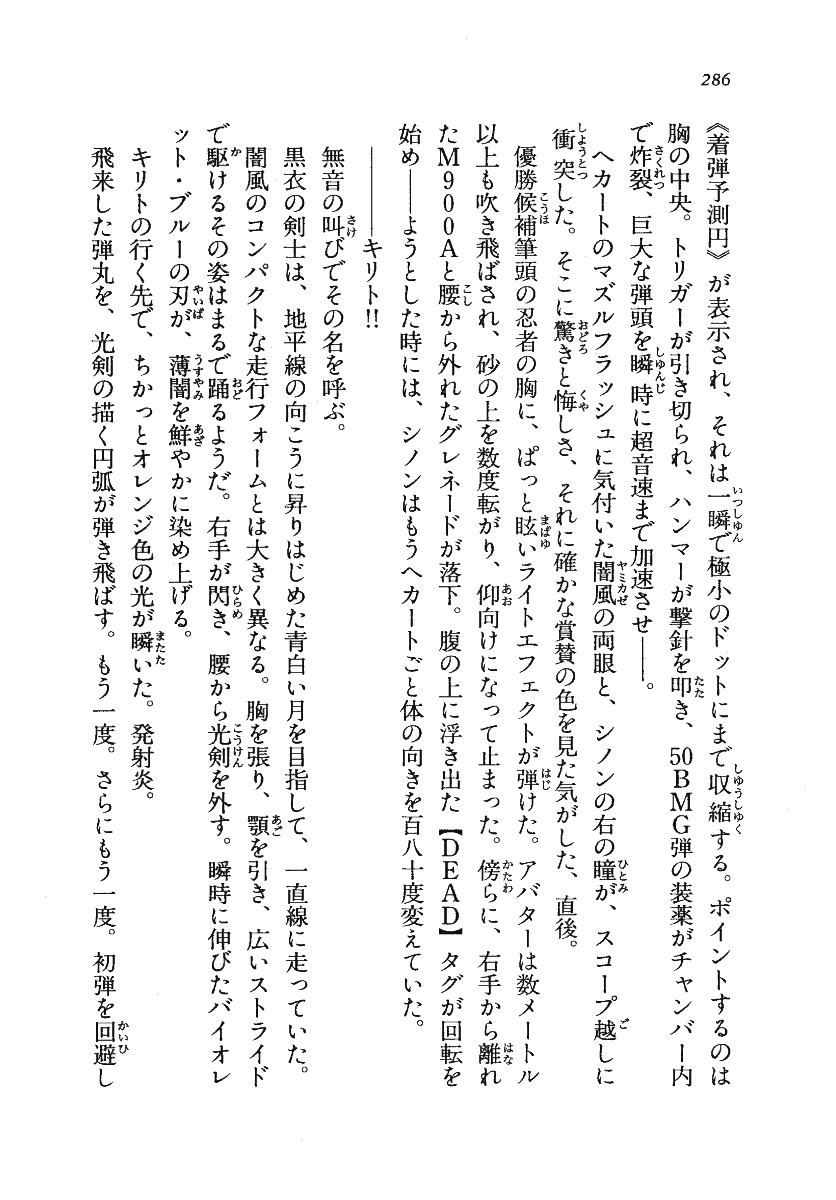 286
《着弾予測円》が表示され、それは一瞬で極小のドットにまで収縮する。ポイントするのは
胸の中央。トリガーが引き切られ、ハンマーが撃針を叩き、50BMG弾の装薬がチャンバー内
で炸裂、巨大な弾頭を瞬時に超音速まで加速させ――。
ヘカートのマズルフラッシュに気付いた闇風の両眼と、シノンの右の瞳が、スコープ越しに
衝突した。そこに驚きと悔しさ、それに確かな賞賛の色を見た気がした、直後。
優勝候補筆頭の忍者の胸に、ぱっと眩いライトエフェクトが弾けた。アバターは数メートル
以上も吹き飛ばされ、砂の上を数度転がり、仰向けになって止まった。傍らに、右手から離れ
たM900Aと腰から外れたグレネードが落下。腹の上に浮き出た【DEAD】タグが回転を
始め――ようとした時には、シノンはもうヘカートごと体の向きを百八十度変えていた。
――――キリト!!
無音の叫びでその名を呼ぶ。
黒衣の剣士は、地平線の向こうに昇りはじめた青白い月を目指して、一直線に走っていた。
闇風のコンパクトな走行フォームとは大きく異なる。胸を張り、顎を引き、広いストライド
で駆けるその姿はまるで踊るようだ。右手が閃き、腰から光剣を外す。瞬時に伸びたバイオレ
ット・ブルーの刃が、薄闇を鮮やかに染め上げる。
キリトの行く先で、ちかっとオレンジ色の光が瞬いた。発射炎。
飛来した弾丸を、光剣の描く円弧が弾き飛ばす。もう一度。さらにもう一度。初弾を回避し